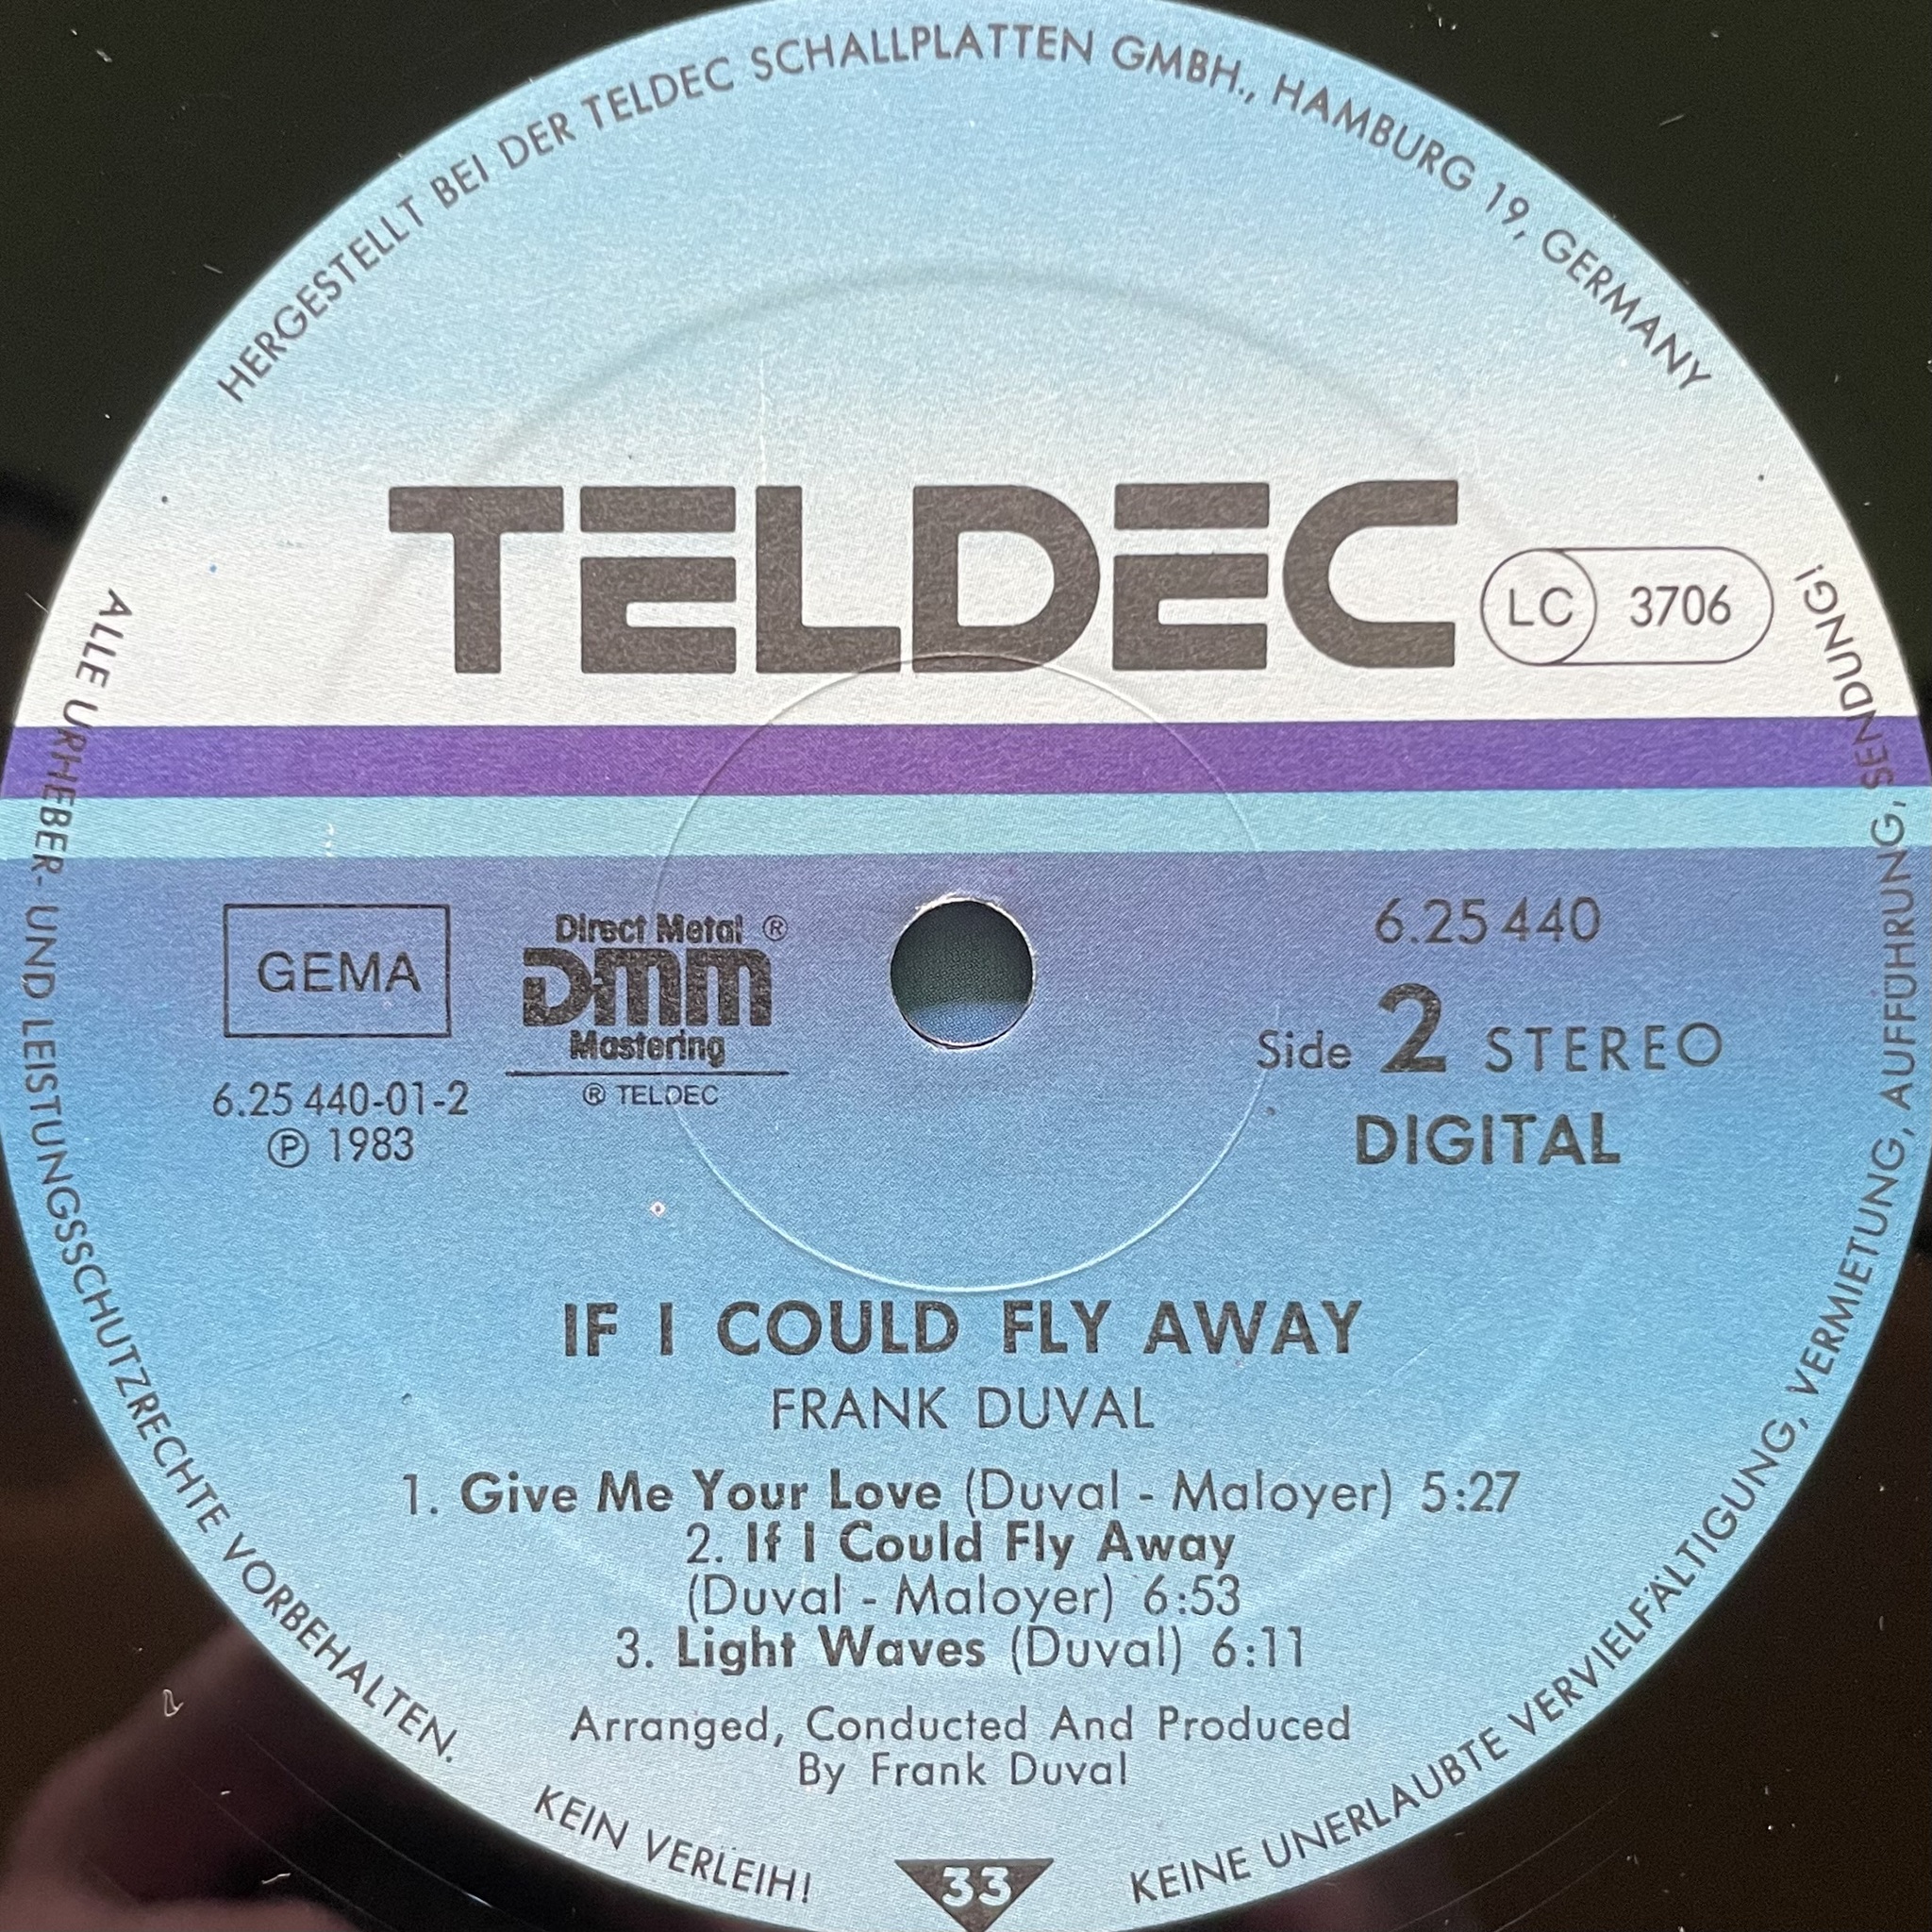 HERGESTELLT BEI DER TELDEC SCHALLPLATTEN GMBH., HAMBURG 19, GERMANY
TELDEC
LC 3706
GEMA
Direct Metal ®
DMM
Mastering
® TELDEC
6.25 440-01-2
Ⓟ 1983
6.25 440
Side 2 STEREO
DIGITAL
IF I COULD FLY AWAY
FRANK DUVAL
1. Give Me Your Love (Duval - Maloyer) 5:27
2. If I Could Fly Away
(Duval - Maloyer) 6:53
3. Light Waves (Duval) 6:11
Arranged, Conducted And Produced
By Frank Duval
33
ALLE URHEBER- UND LEISTUNGSSCHUTZRECHTE VORBEHALTEN. KEIN VERLEIH! KEINE UNERLAUBTE VERVIELFÄLTIGUNG, VERMIETUNG, AUFFÜHRUNG, SENDUNG!